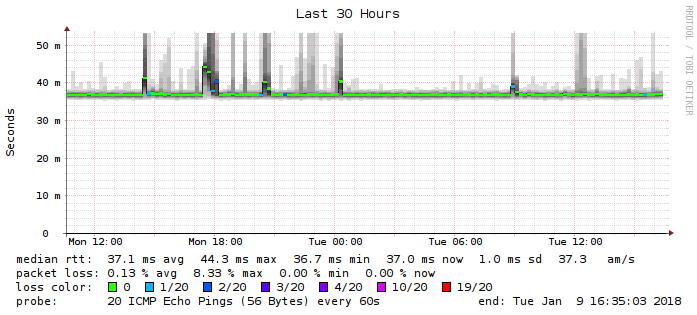 Last 30 Hours
RRDTOOL / TOBI OETIKER
Seconds
50 m
40 m
30 m
20 m
10 m
0
Mon 12:00 Mon 18:00 Tue 00:00 Tue 06:00 Tue 12:00
median rtt: 37.1 ms avg 44.3 ms max 36.7 ms min 37.0 ms now 1.0 ms sd 37.3 am/s
packet loss: 0.13 % avg 8.33 % max 0.00 % min 0.00 % now
loss color: 0 1/20 2/20 3/20 4/20 10/20 19/20
probe: 20 ICMP Echo Pings (56 Bytes) every 60s end: Tue Jan 9 16:35:03 2018